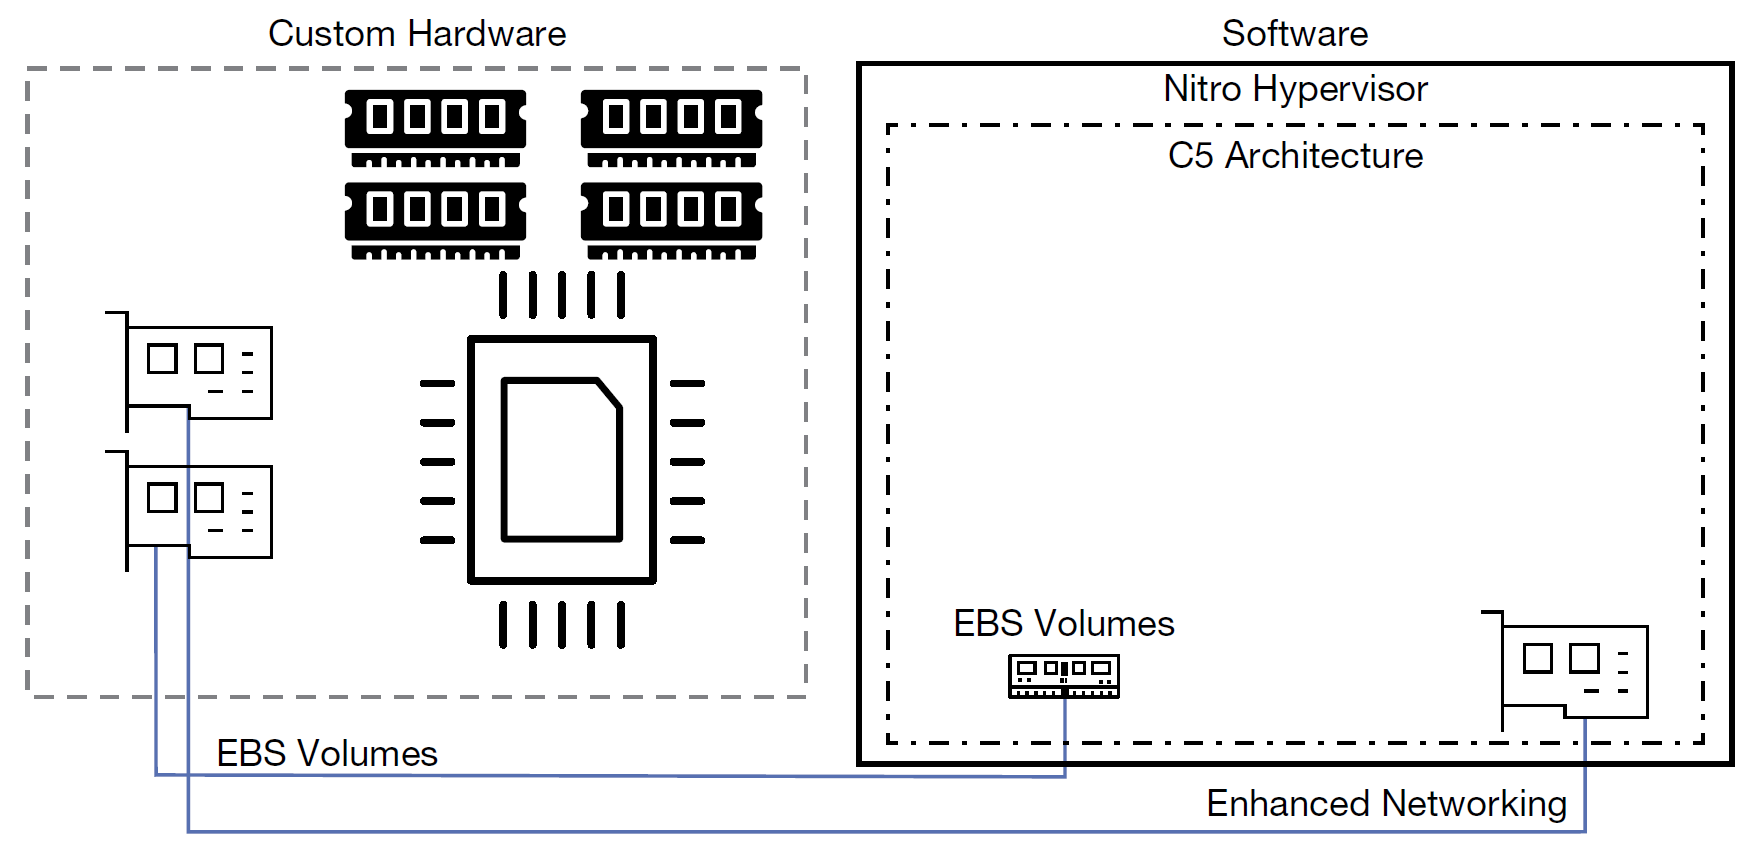 Custom Hardware
Software
Nitro Hypervisor
C5 Architecture
EBS Volumes
EBS Volumes
Enhanced Networking